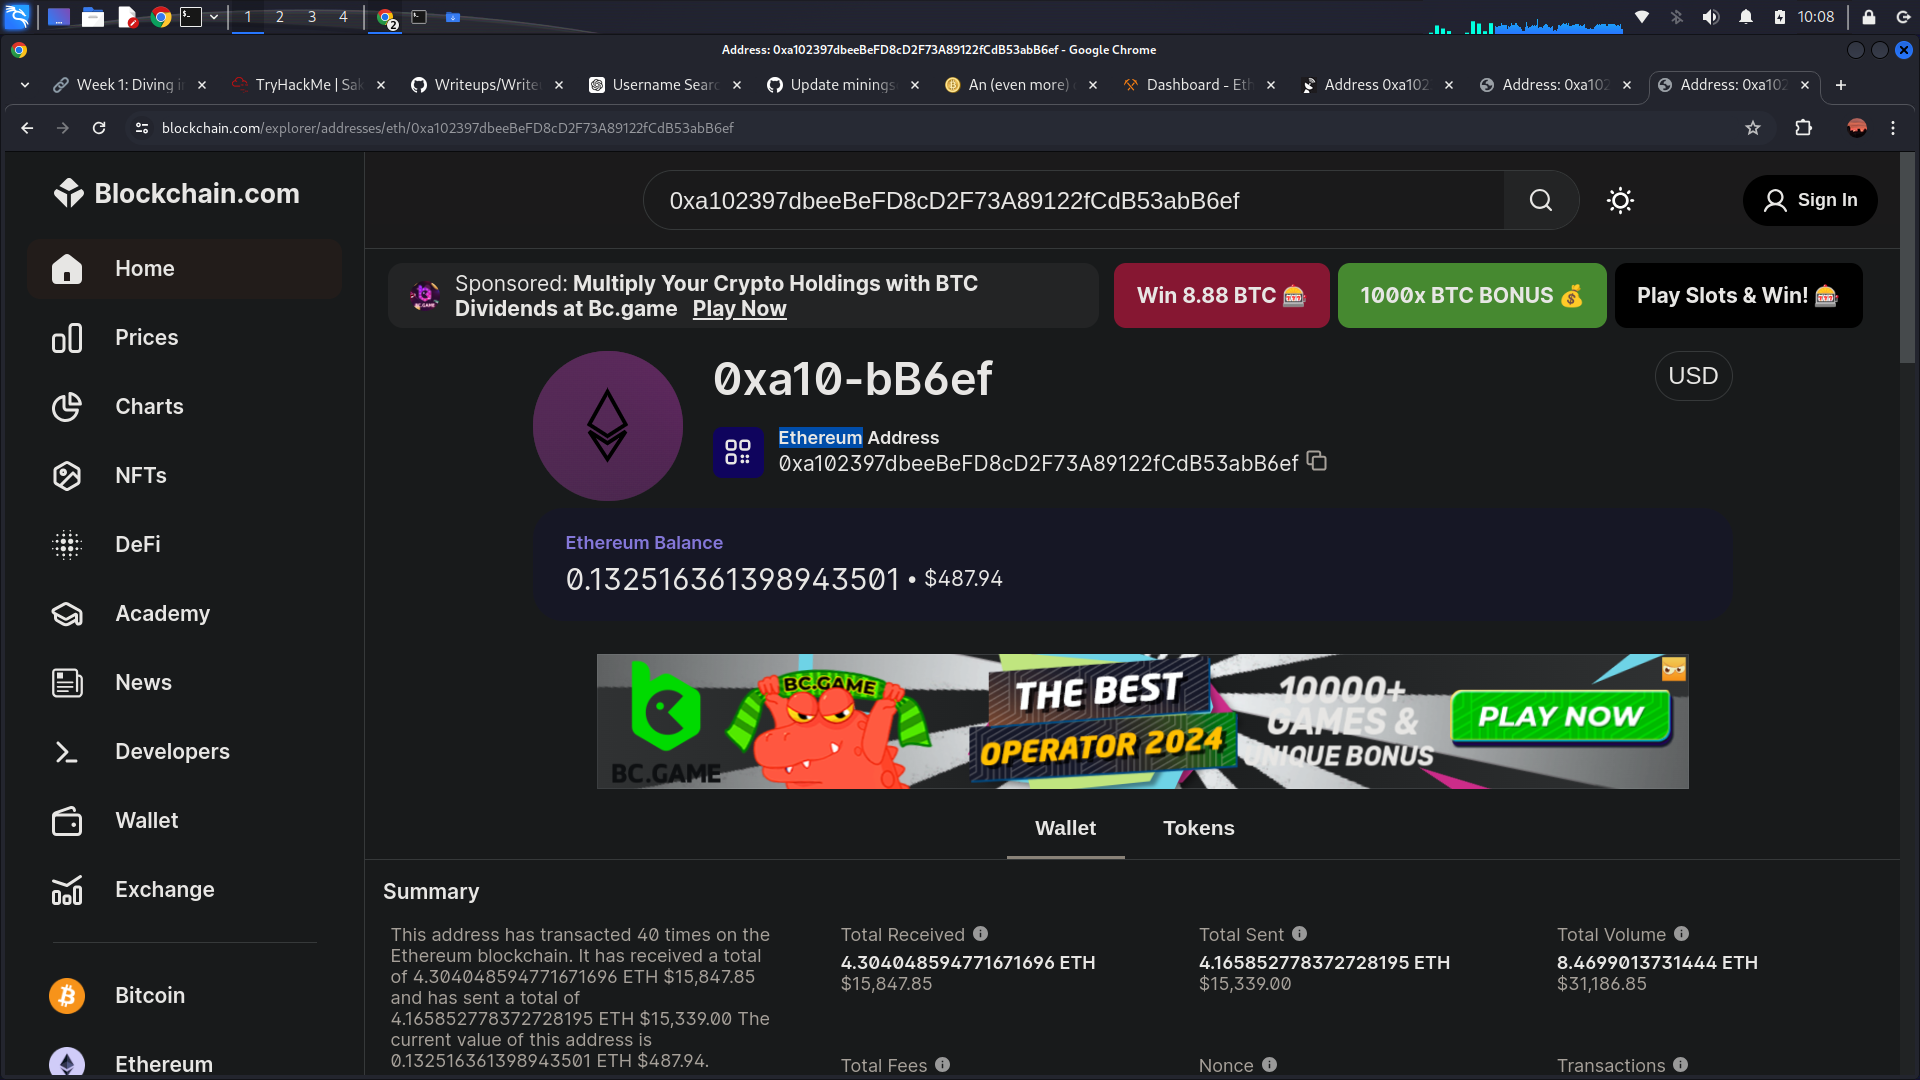 1 2 3 4 2 10:08
Address: 0xa102397dbeeBeFD8cD2F73A89122fCdB53abB6ef - Google Chrome
Week 1: Diving i TryHackMe | Sak Writeups/Write Username Searc Update minings An (even more) Dashboard - Eth Address 0xa102 Address: 0xa102 Address: 0xa102
blockchain.com/explorer/addresses/eth/0xa102397dbeeBeFD8cD2F73A89122fCdB53abB6ef
Blockchain.com
0xa102397dbeeBeFD8cD2F73A89122fCdB53abB6ef
Sign In
Home
Prices
Charts
NFTs
DeFi
Academy
News
Developers
Wallet
Exchange
Bitcoin
Ethereum
Sponsored: Multiply Your Crypto Holdings with BTC
Dividends at Bc.game Play Now
Win 8.88 BTC 🎰
1000x BTC BONUS 💰
Play Slots & Win! 🎰
0xa10-bB6ef
USD
Ethereum Address
0xa102397dbeeBeFD8cD2F73A89122fCdB53abB6ef
Ethereum Balance
0.132516361398943501 • $487.94
BC.GAME
BC.GAME
THE BEST
OPERATOR 2024
10000+
GAMES &
UNIQUE BONUS
PLAY NOW
Wallet Tokens
Summary
This address has transacted 40 times on the
Ethereum blockchain. It has received a total
of 4.304048594771671696 ETH $15,847.85
and has sent a total of
4.165852778372728195 ETH $15,339.00 The
current value of this address is
0.132516361398943501 ETH $487.94.
Total Received
4.304048594771671696 ETH
$15,847.85
Total Sent
4.165852778372728195 ETH
$15,339.00
Total Volume
8.4699013731444 ETH
$31,186.85
Total Fees
Nonce
Transactions